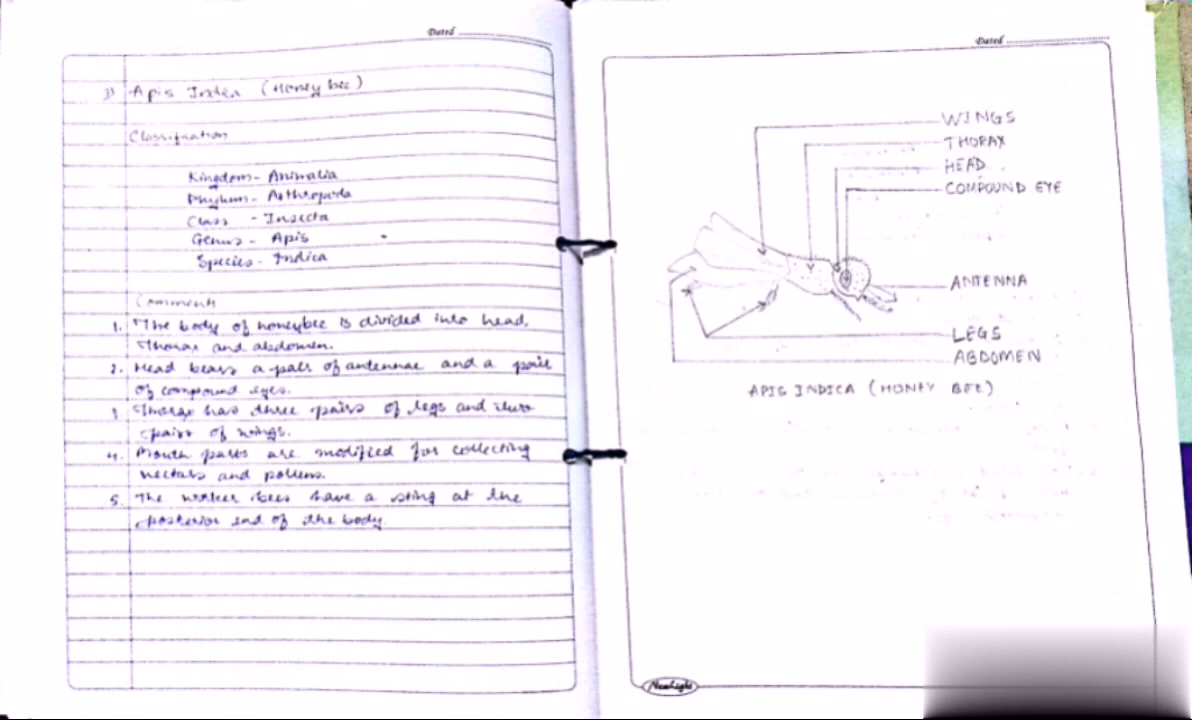 Dated
3) Apis Indica (Honey bee)
Classification
Kingdom - Animalia
Phylum - Arthropoda
Class - Insecta
Genus - Apis
Species - Indica
Comments
1. The body of honeybee is divided into head,
Thorax and abdomen.
2. Head bears a pair of antennae and a pair
of compound eyes.
3. Thorax has three pairs of legs and two
pairs of wings.
4. Mouth parts are modified for collecting
nectars and pollens.
5. The worker bees have a sting at the
posterior end of the body.
Dated
WINGS
THORAX
HEAD
COMPOUND EYE
ANTENNA
LEGS
ABDOMEN
APIS INDICA (HONEY BEE)
NewLight